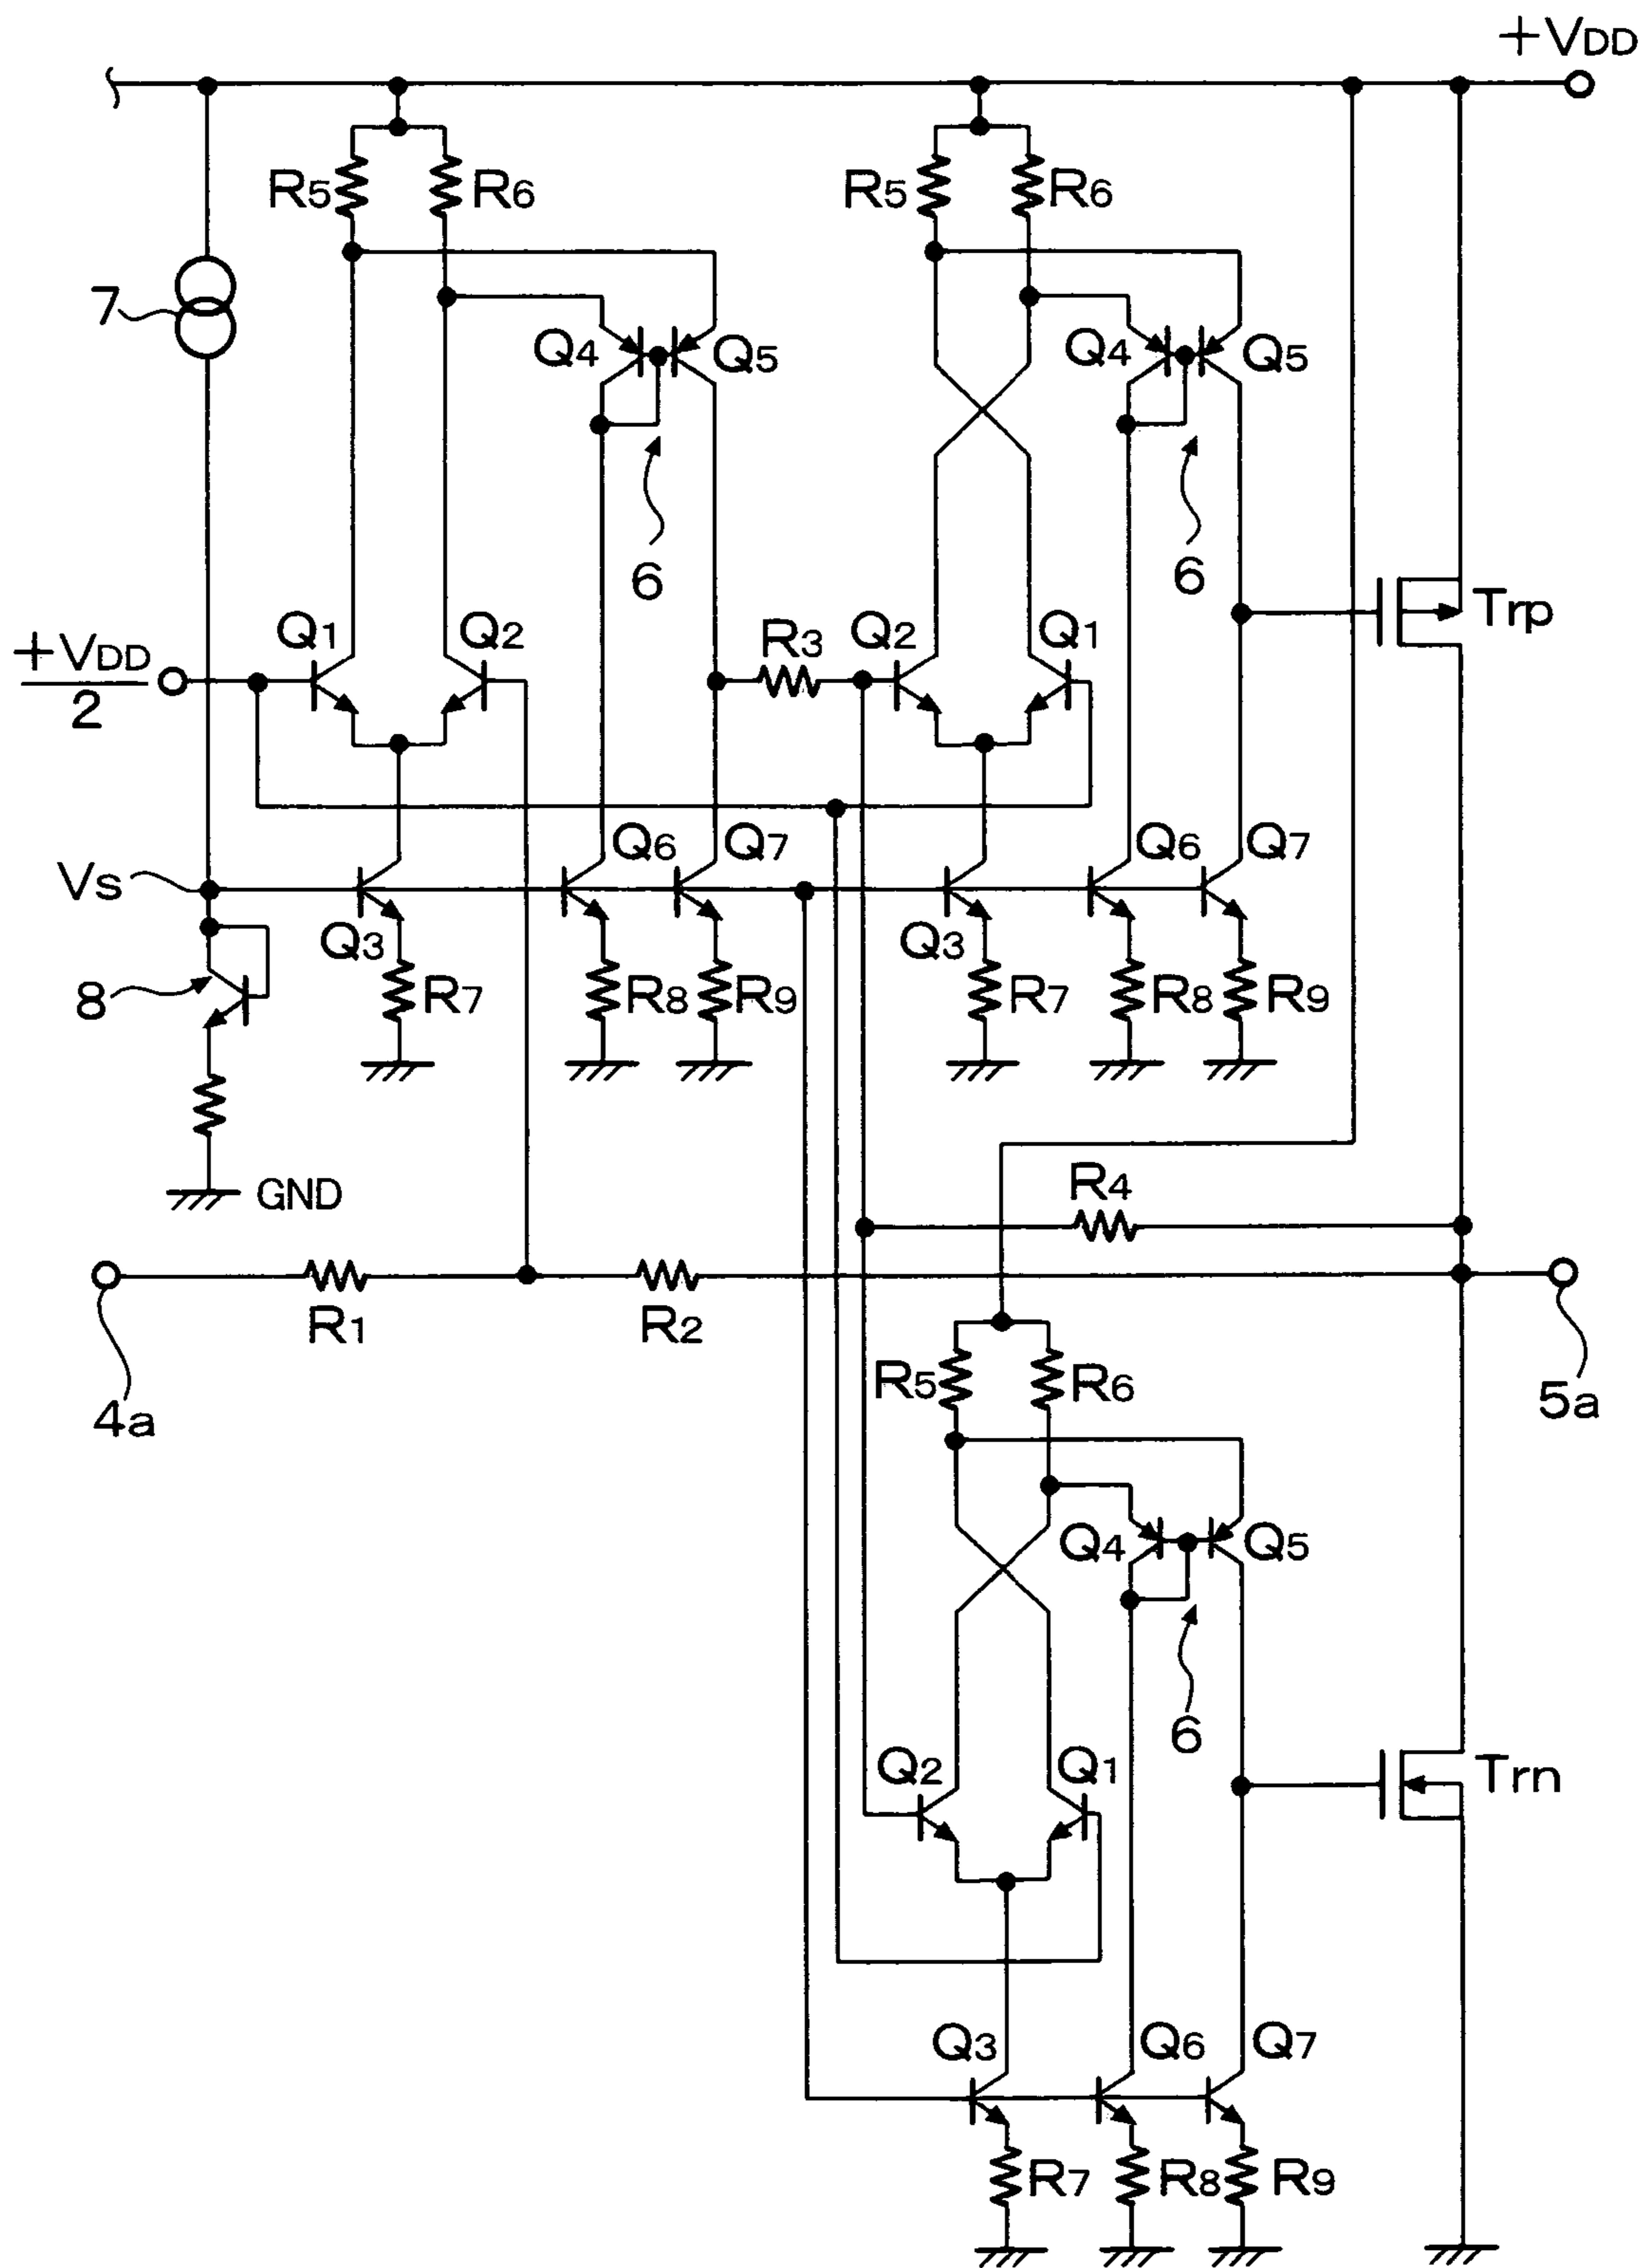 +VDD
R5 R6 R5 R6
7
Q4 Q5 Q4 Q5
6 6
+VDD
2
Q1 Q2 R3 Q2 Q1 Trp
Q6 Q7 Q6 Q7
Vs
Q3 Q3
8 R7 R8 R9 R7 R8 R9
GND
R4
R1 R2
4a 5a
R5 R6
Q4 Q5
6
Q2 Q1 Trn
Q3 Q6 Q7
R7 R8 R9